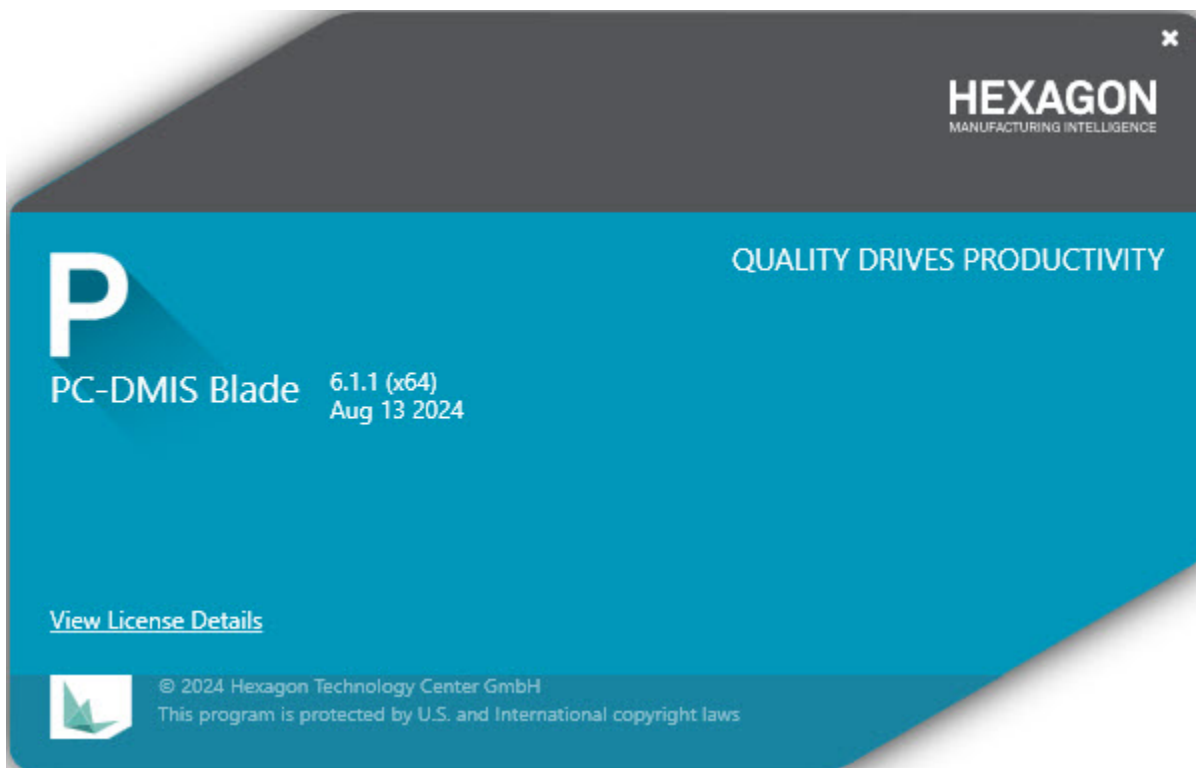 HEXAGON
MANUFACTURING INTELLIGENCE
QUALITY DRIVES PRODUCTIVITY
P
PC-DMIS Blade
6.1.1 (x64)
Aug 13 2024
View License Details
© 2024 Hexagon Technology Center GmbH
This program is protected by U.S. and International copyright laws